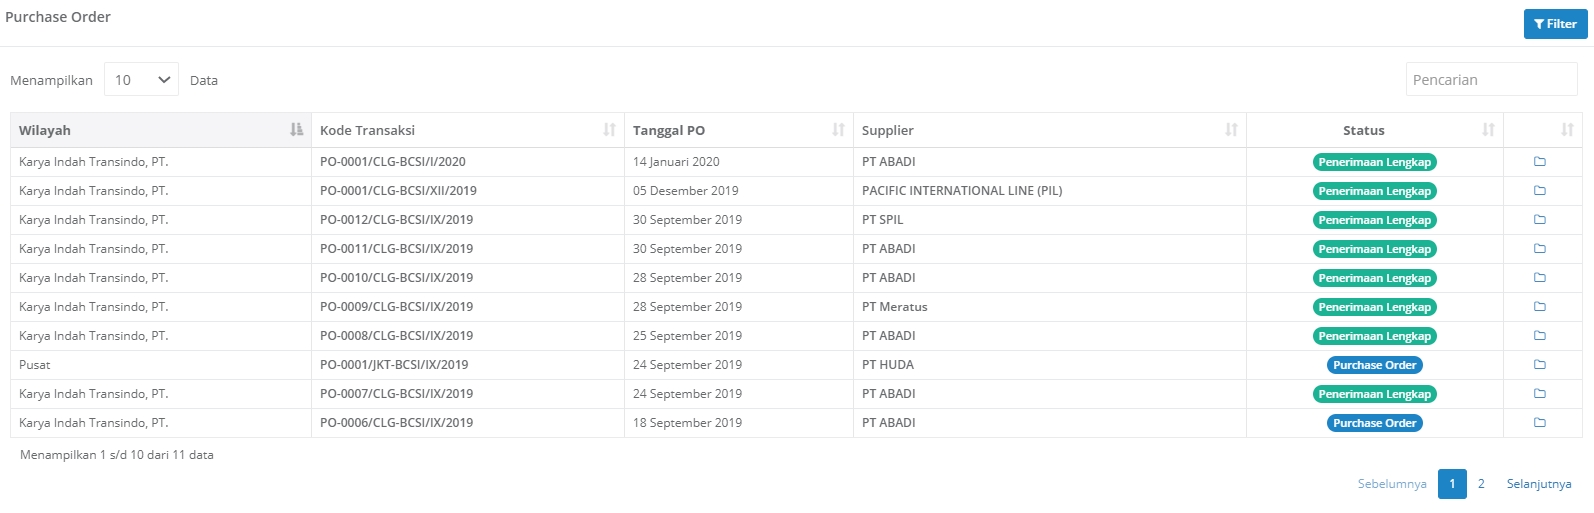 Purchase Order
Filter
Menampilkan 10 Data
Pencarian
Wilayah Kode Transaksi Tanggal PO Supplier Status
Karya Indah Transindo, PT. PO-0001/CLG-BCSI/I/2020 14 Januari 2020 PT ABADI Penerimaan Lengkap
Karya Indah Transindo, PT. PO-0001/CLG-BCSI/XII/2019 05 Desember 2019 PACIFIC INTERNATIONAL LINE (PIL) Penerimaan Lengkap
Karya Indah Transindo, PT. PO-0012/CLG-BCSI/IX/2019 30 September 2019 PT SPIL Penerimaan Lengkap
Karya Indah Transindo, PT. PO-0011/CLG-BCSI/IX/2019 30 September 2019 PT ABADI Penerimaan Lengkap
Karya Indah Transindo, PT. PO-0010/CLG-BCSI/IX/2019 28 September 2019 PT ABADI Penerimaan Lengkap
Karya Indah Transindo, PT. PO-0009/CLG-BCSI/IX/2019 28 September 2019 PT Meratus Penerimaan Lengkap
Karya Indah Transindo, PT. PO-0008/CLG-BCSI/IX/2019 25 September 2019 PT ABADI Penerimaan Lengkap
Pusat PO-0001/JKT-BCSI/IX/2019 24 September 2019 PT HUDA Purchase Order
Karya Indah Transindo, PT. PO-0007/CLG-BCSI/IX/2019 24 September 2019 PT ABADI Penerimaan Lengkap
Karya Indah Transindo, PT. PO-0006/CLG-BCSI/IX/2019 18 September 2019 PT ABADI Purchase Order
Menampilkan 1 s/d 10 dari 11 data
Sebelumnya 1 2 Selanjutnya